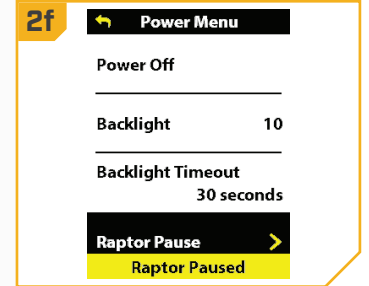 2f
Power Menu
Power Off
Backlight 10
Backlight Timeout
30 seconds
Raptor Pause
Raptor Paused